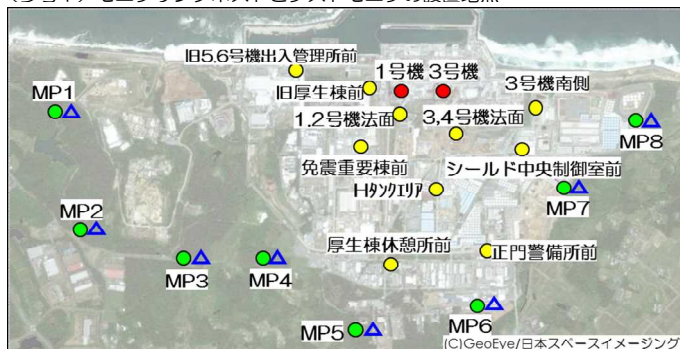 旧5.6号機出入管理所前
1号機
3号機
MP1
旧厚生棟前
3号機南側
1.2号機法面
3,4号機法面
MP8
免震重要棟前
シールド中央制御室前
Hタンクエリア
MP7
MP2
厚生棟休憩所前
正門警備所前
MP3
MP4
MP5
MP6
(C)GeoEye/日本スペースイメージング